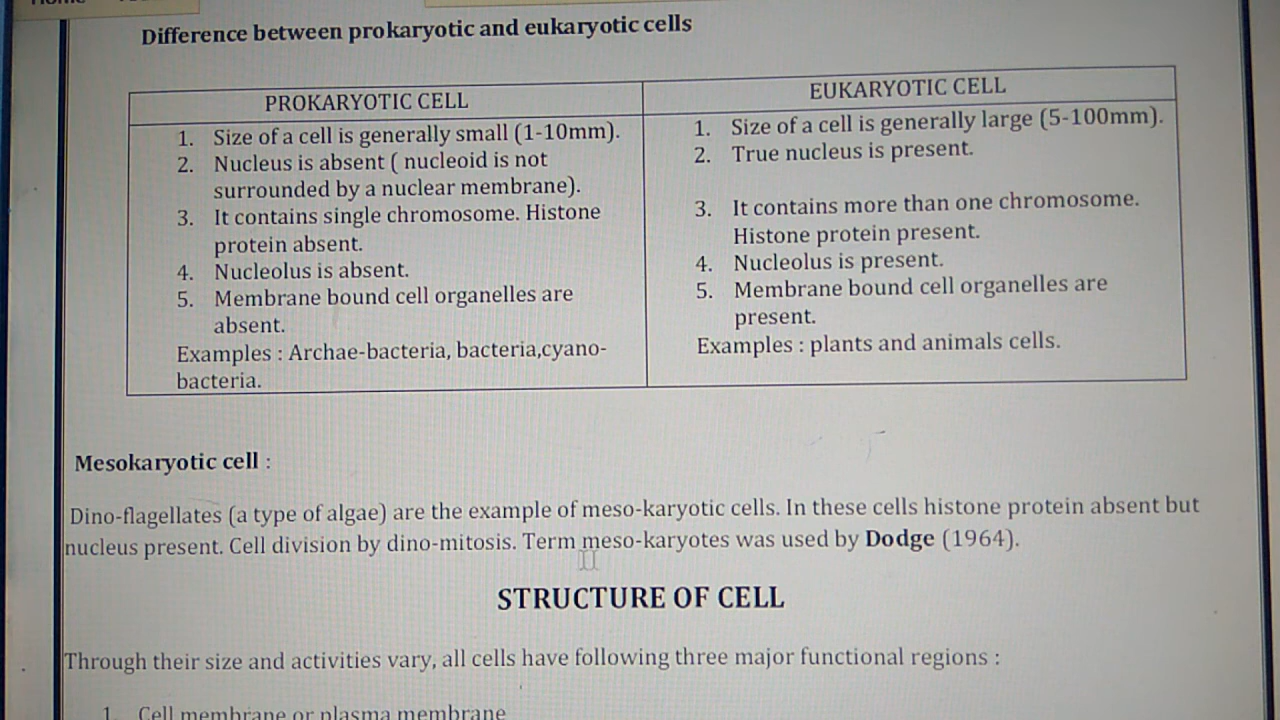 Difference between prokaryotic and eukaryotic cells
PROKARYOTIC CELL
1. Size of a cell is generally small (1-10mm).
2. Nucleus is absent ( nucleoid is not
surrounded by a nuclear membrane).
3. It contains single chromosome. Histone
protein absent.
4. Nucleolus is absent.
5. Membrane bound cell organelles are
absent.
Examples : Archae-bacteria, bacteria,cyano-
bacteria.
EUKARYOTIC CELL
1. Size of a cell is generally large (5-100mm).
2. True nucleus is present.
3. It contains more than one chromosome.
Histone protein present.
4. Nucleolus is present.
5. Membrane bound cell organelles are
present.
Examples : plants and animals cells.
Mesokaryotic cell :
Dino-flagellates (a type of algae) are the example of meso-karyotic cells. In these cells histone protein absent but
nucleus present. Cell division by dino-mitosis. Term meso-karyotes was used by Dodge (1964).
STRUCTURE OF CELL
Through their size and activities vary, all cells have following three major functional regions :
1. Cell membrane or plasma membrane